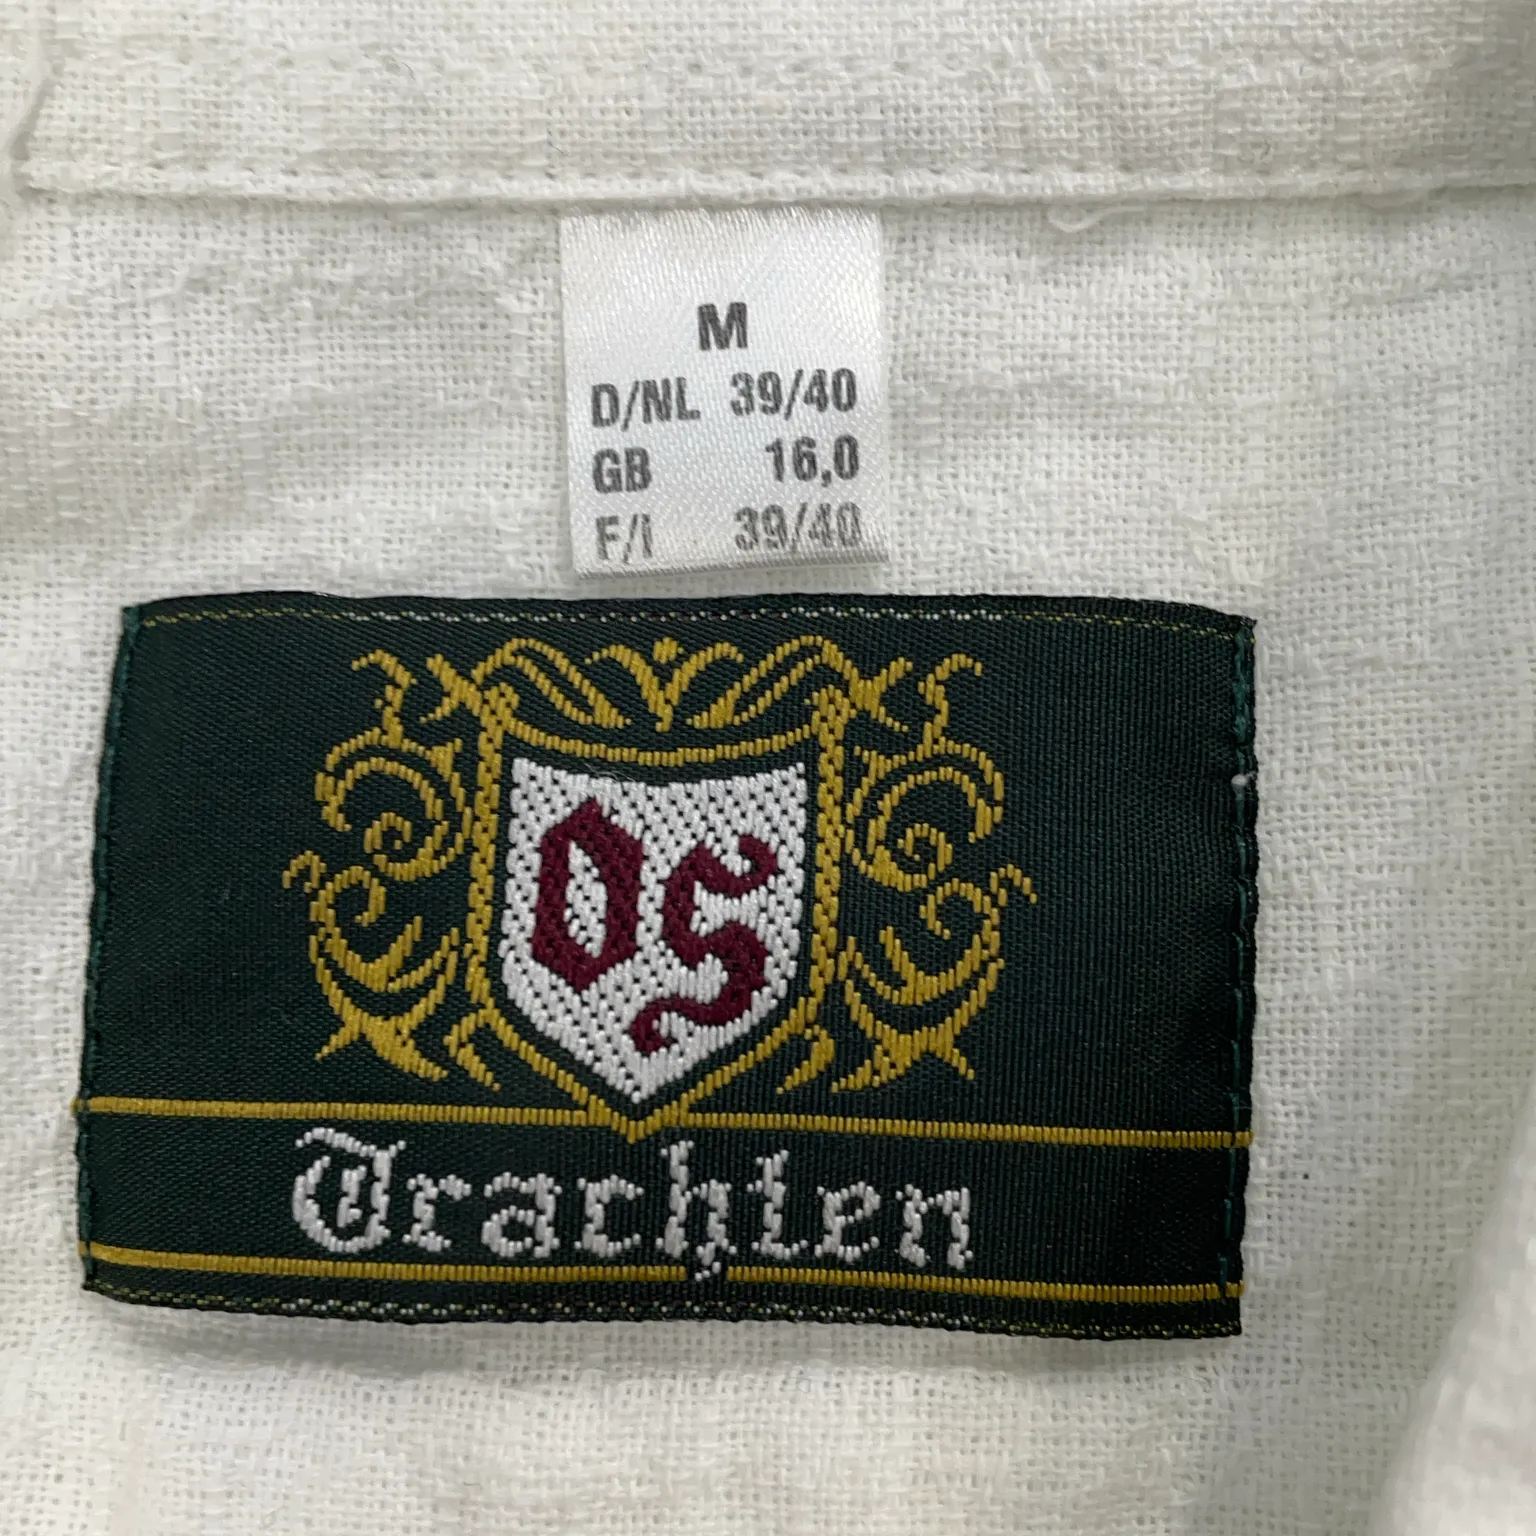 M
D/NL 39/40
GB 16,0
F/I 39/40
OS
Trachten